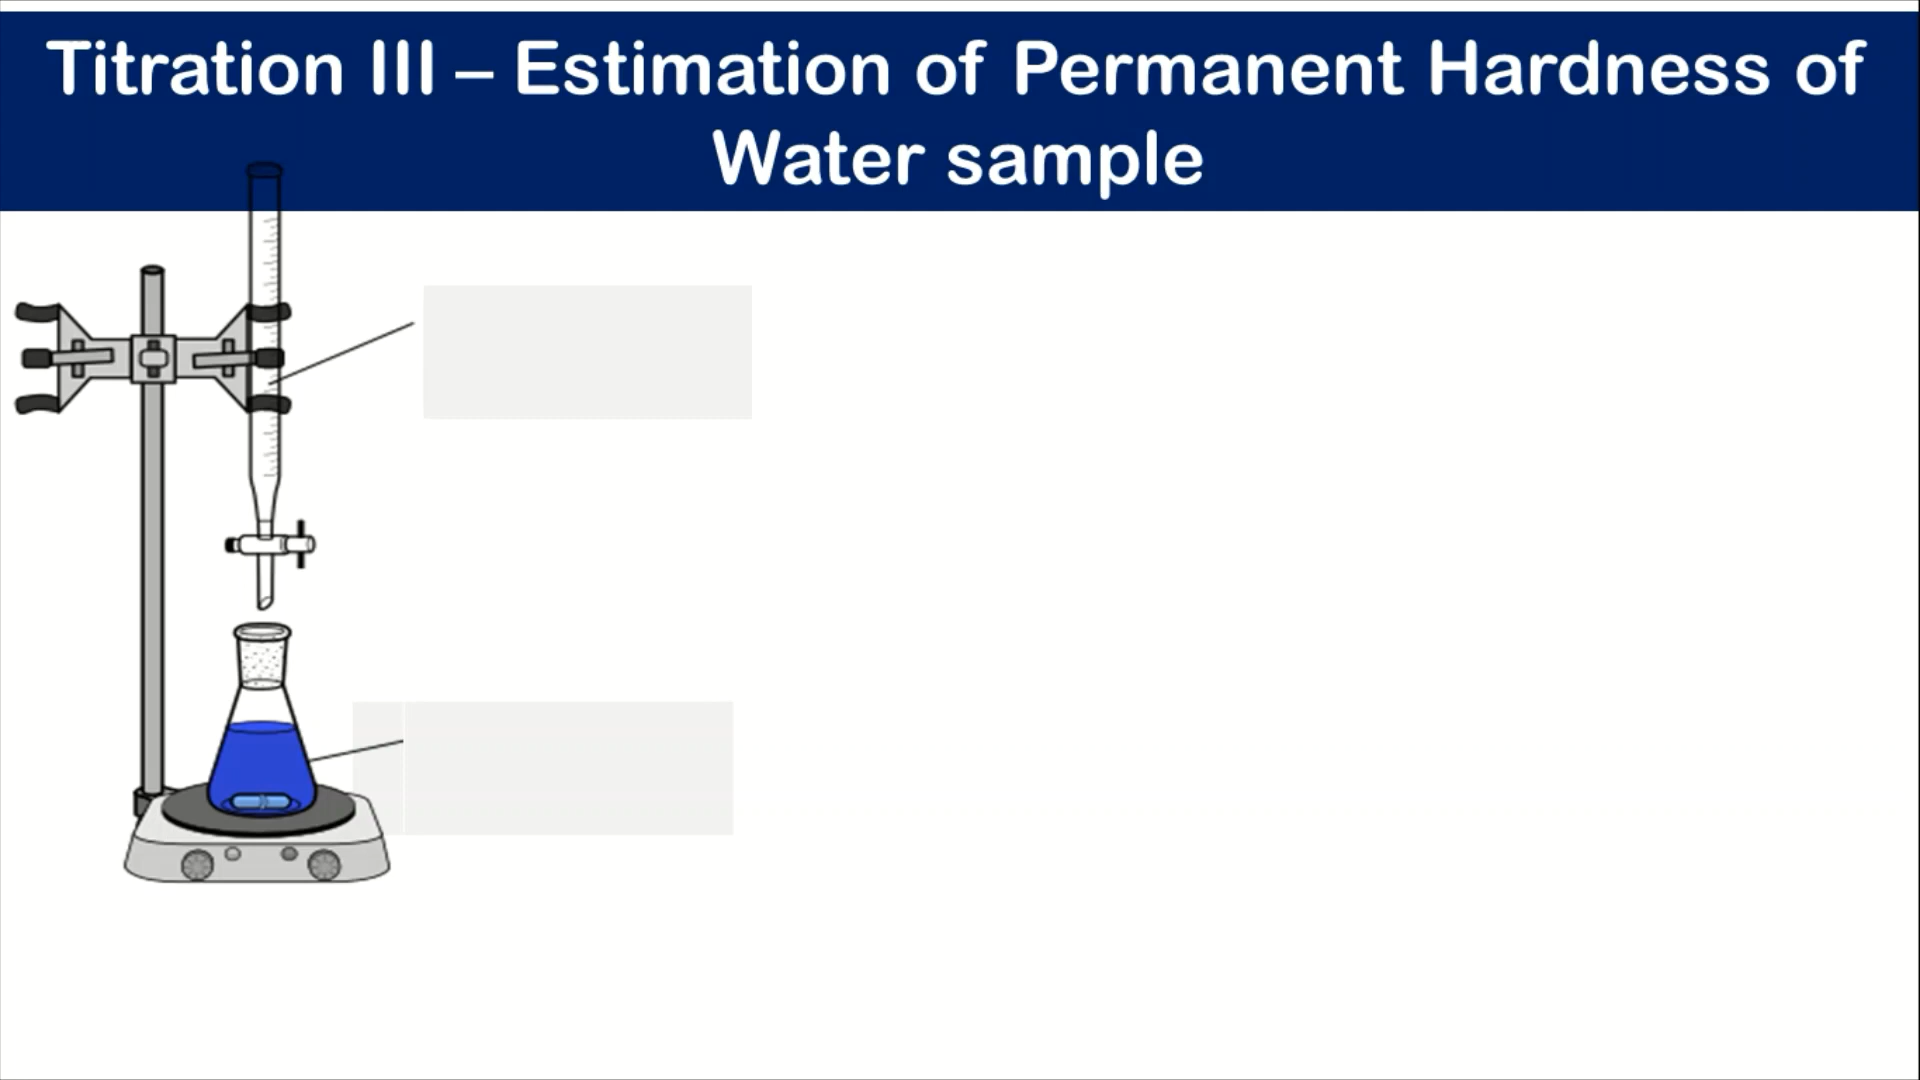 Titration III – Estimation of Permanent Hardness of
Water sample